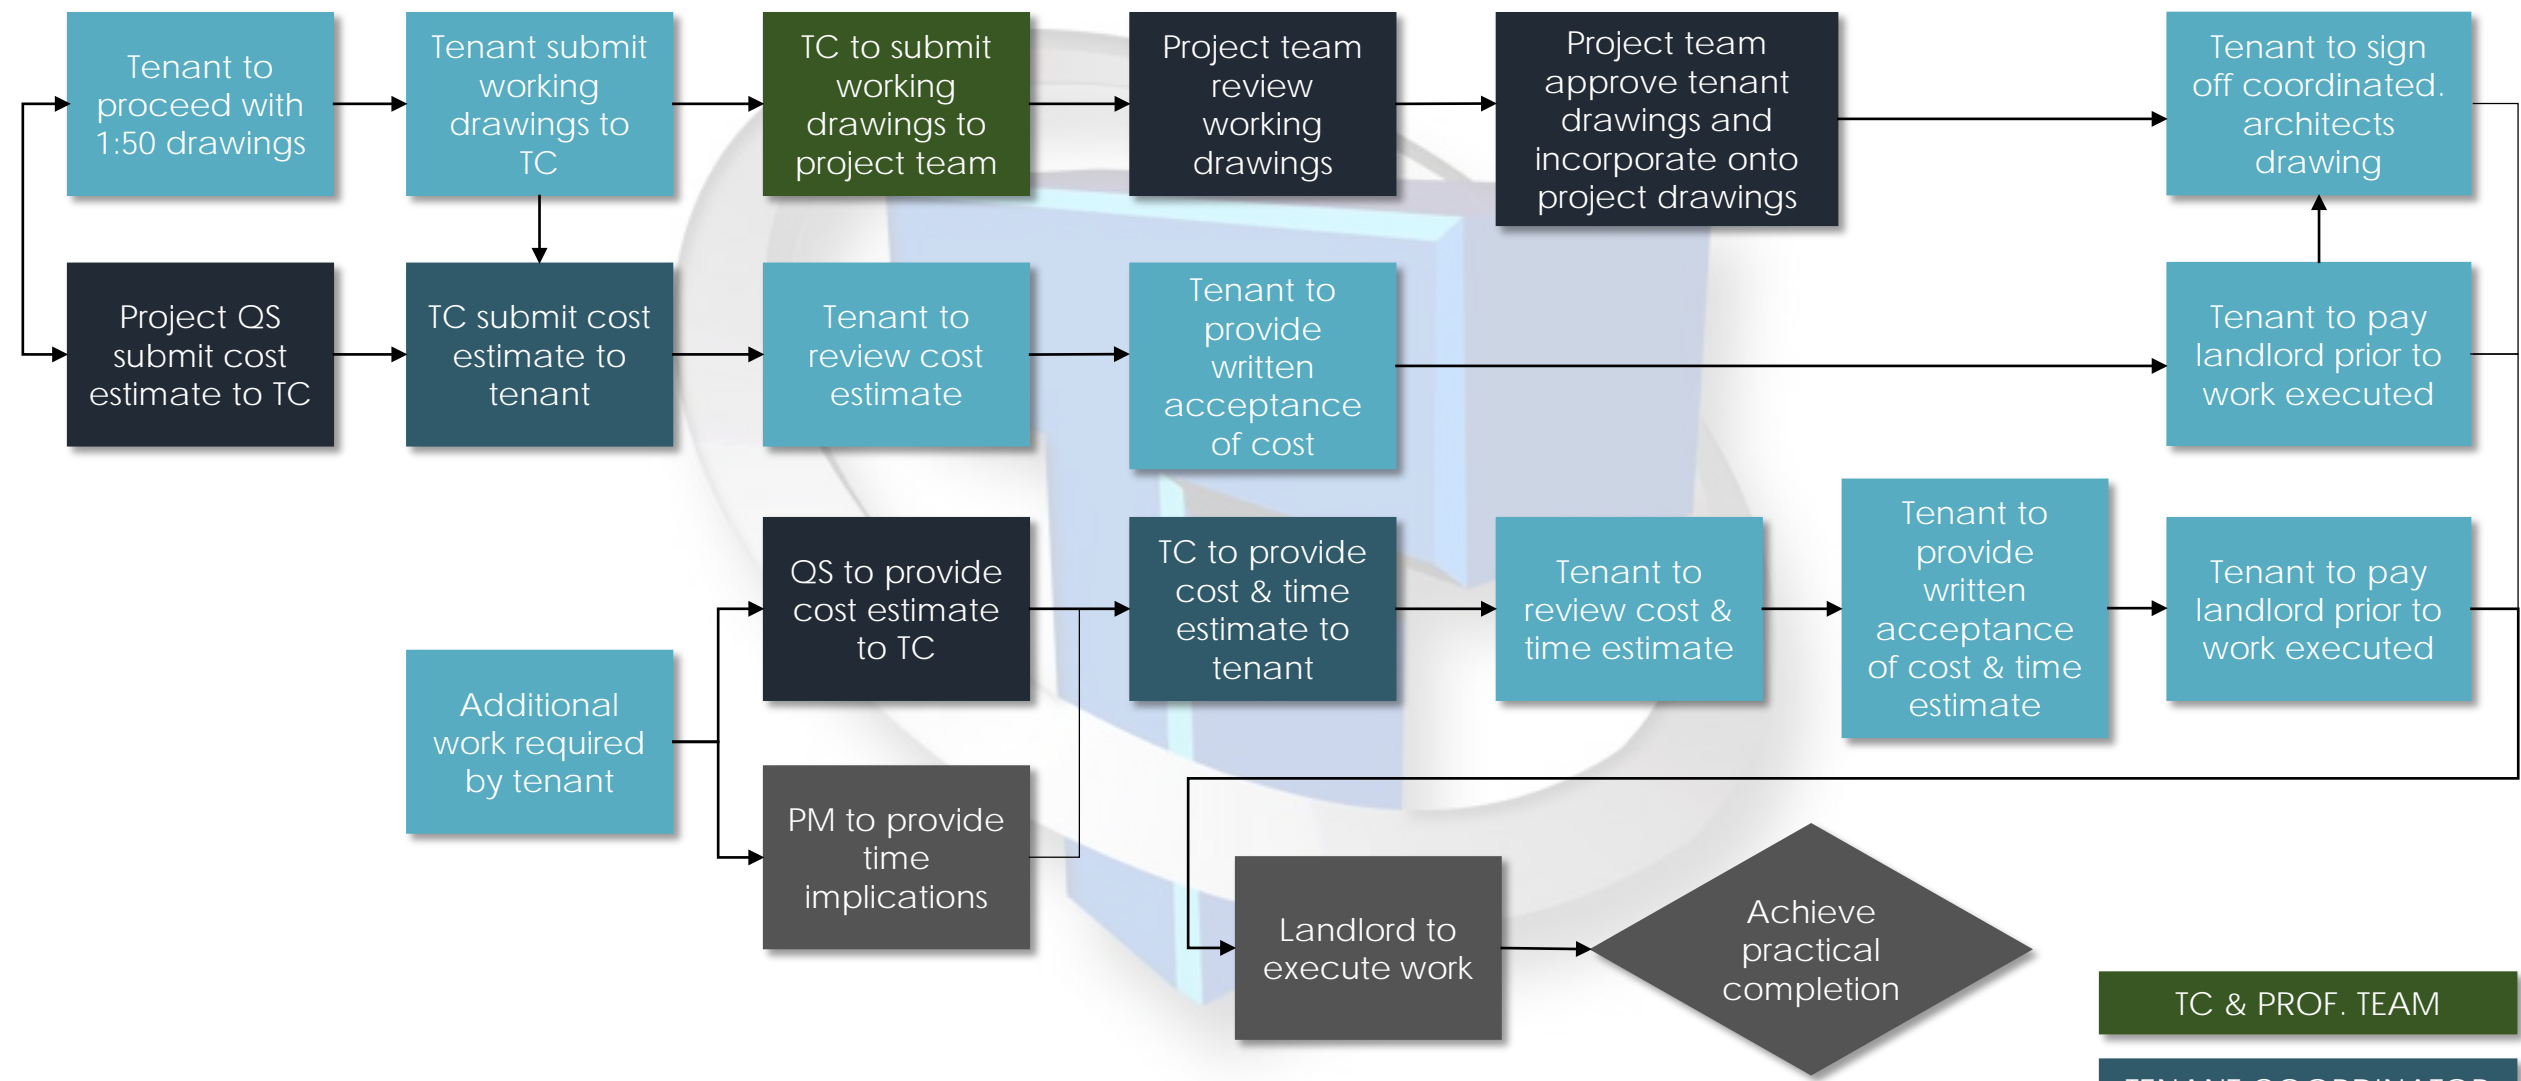 Tenant to
proceed with
1:50 drawings
Tenant submit
working
drawings to
TC
TC to submit
working
drawings to
project team
Project team
review
working
drawings
Project team
approve tenant
drawings and
incorporate onto
project drawings
Tenant to sign
off coordinated.
architects
drawing
Project QS
submit cost
estimate to TC
TC submit cost
estimate to
tenant
Tenant to
review cost
estimate
Tenant to
provide
written
acceptance
of cost
Tenant to pay
landlord prior to
work executed
Additional
work required
by tenant
QS to provide
cost estimate
to TC
PM to provide
time
implications
TC to provide
cost & time
estimate to
tenant
Tenant to
review cost &
time estimate
Tenant to
provide
written
acceptance
of cost & time
estimate
Tenant to pay
landlord prior to
work executed
Landlord to
execute work
Achieve
practical
completion
TC & PROF. TEAM
TENANT COORDINATOR